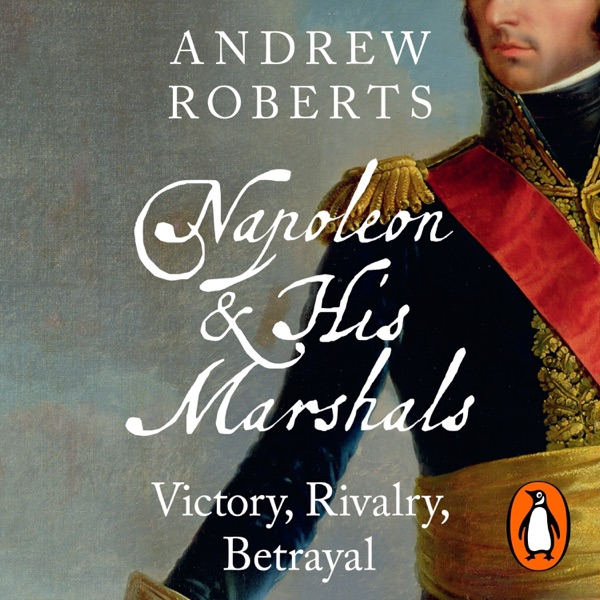 ANDREW
ROBERTS
Napoleon
& His
Marshals
Victory, Rivalry,
Betrayal